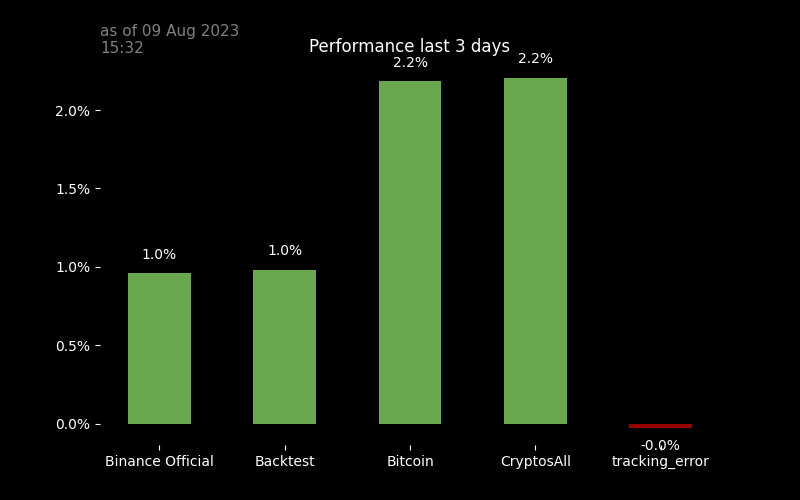 as of 09 Aug 2023
15:32
Performance last 3 days
2.2%
2.2%
2.0%
1.5%
1.0%
1.0%
1.0%
0.5%
0.0%
-0.0%
Binance Official
Backtest
Bitcoin
CryptosAll
tracking_error